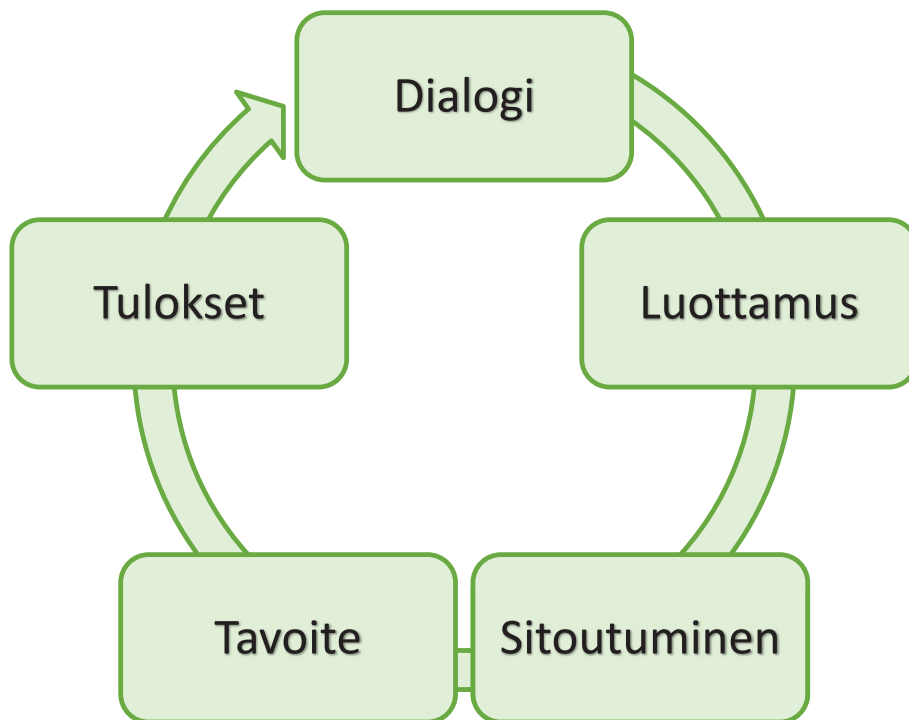 Dialogi
Luottamus
Sitoutuminen
Tavoite
Tulokset